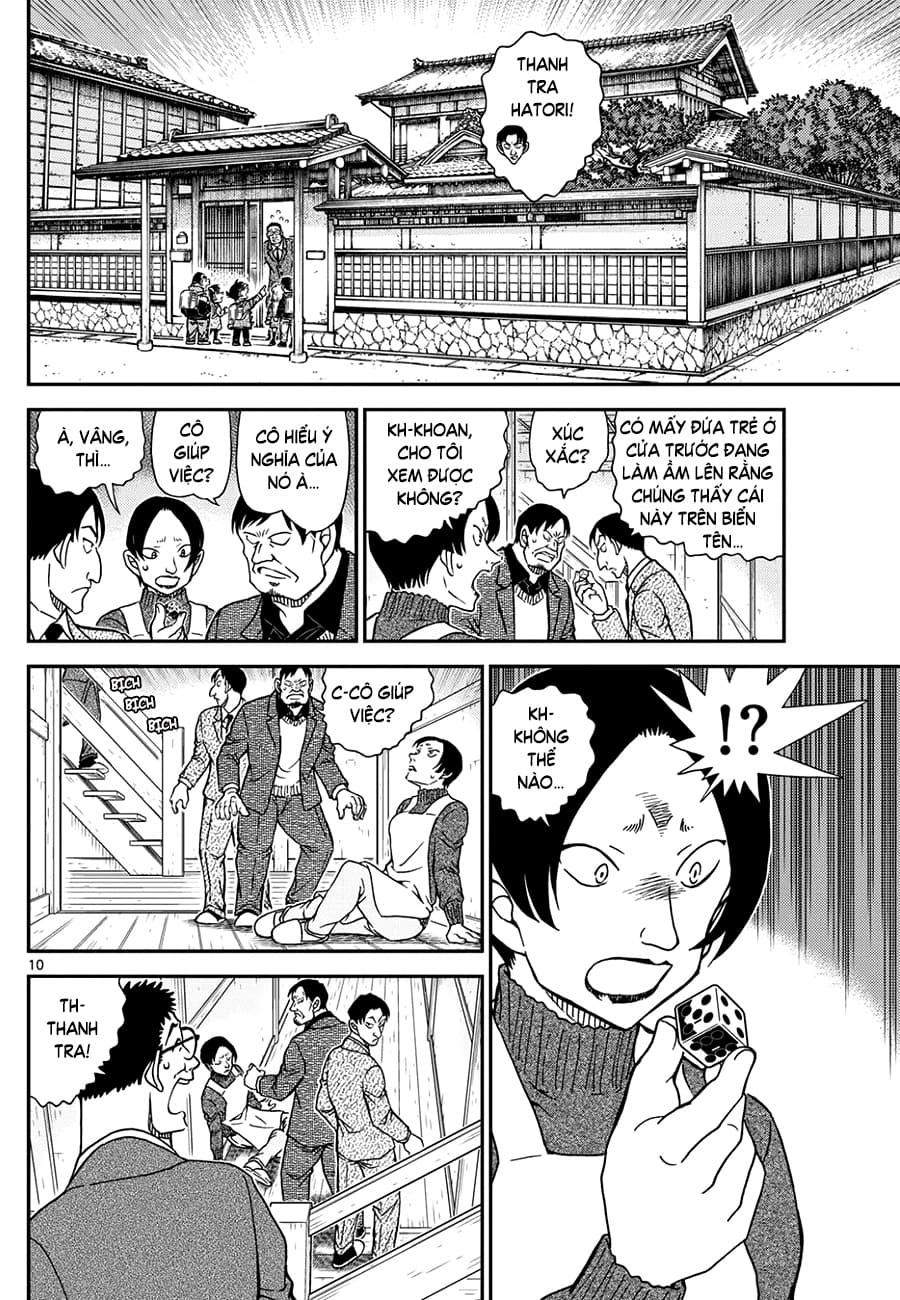 THANH
TRA
HATORI!
CÓ MẤY ĐỨA TRẺ Ở
CỬA TRƯỚC ĐANG
LÀM ẦM LÊN RẰNG
CHÚNG THẤY CÁI
NÀY TRÊN BIỂN
TÊN...
XÚC
XẮC?
KH-KHOAN,
CHO TÔI
XEM ĐƯỢC
KHÔNG?
CÔ HIỂU Ý
NGHĨA CỦA
NÓ À...
CÔ
GIÚP
VIỆC?
À, VÂNG,
THÌ...
!?
KH-
KHÔNG
THỂ
NÀO...
C-CÔ GIÚP
VIỆC?
BỊCH
BỊCH
BỊCH
10
TH-
THANH
TRA!